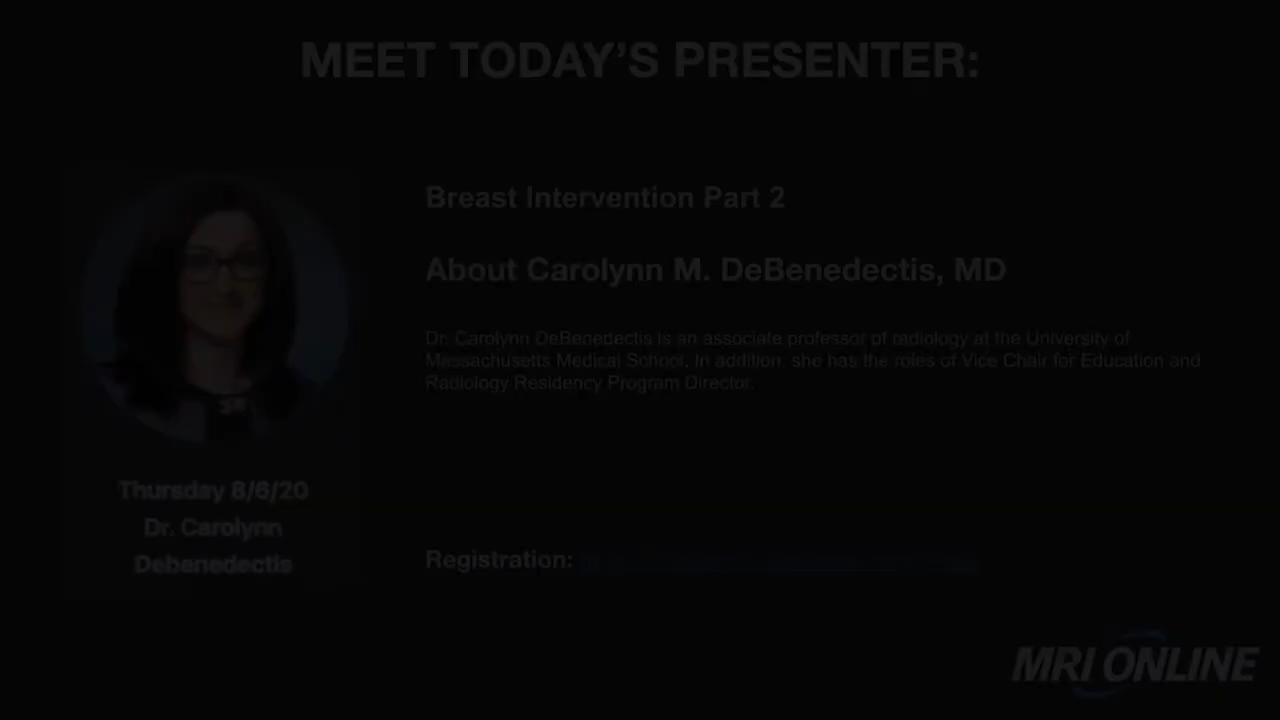 MEET TODAY'S PRESENTER:
Breast Intervention Part 2
About Carolynn M. DeBenedectis, MD
Dr. Carolynn DeBenedectis is an associate professor of radiology at the University of
Massachusetts Medical School. In addition, she has the roles of Vice Chair for Education and
Radiology Residency Program Director.
Thursday 8/6/20
Dr. Carolynn
Debenedectis
Registration:
MRI ONLINE